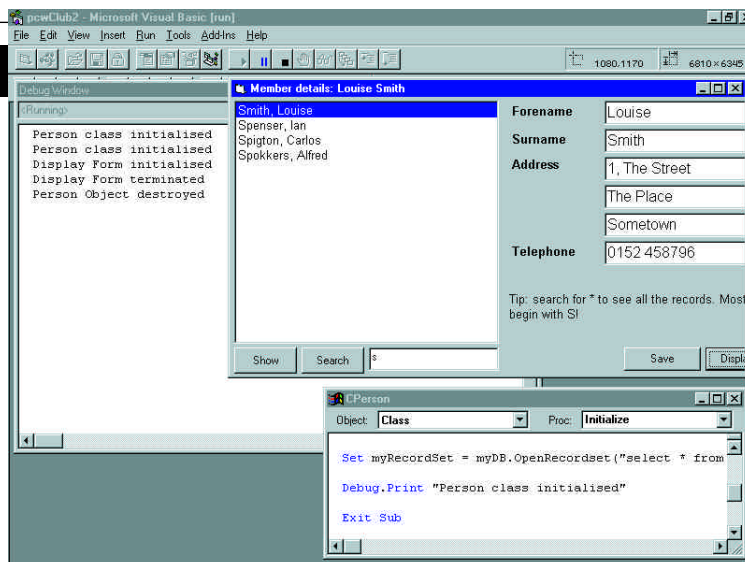 pcwClub2 - Microsoft Visual Basic [run]
File Edit View Insert Run Tools Add-Ins Help
1080,1170 6810×6345
Debug Window
<Running>
Person class initialised
Person class initialised
Display Form initialised
Display Form terminated
Person Object destroyed
Member details: Louise Smith
Smith, Louise
Spenser, Ian
Spigton, Carlos
Spokkers, Alfred
Forename Louise
Surname Smith
Address 1, The Street
The Place
Sometown
Telephone 0152 458796
Tip: search for * to see all the records. Most
begin with S!
Show Search s Save Displa
CPerson
Object: Class Proc: Initialize
Set myRecordSet = myDB.OpenRecordset("select * from
Debug.Print "Person class initialised"
Exit Sub